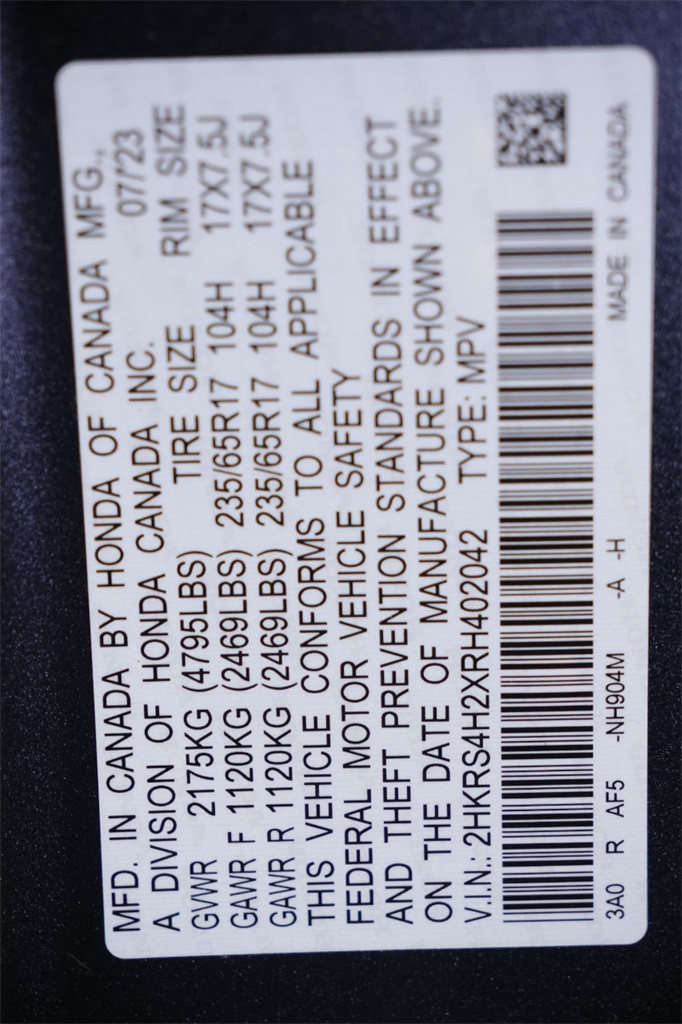 MFD. IN CANADA BY HONDA OF CANADA MFG.,
A DIVISION OF HONDA CANADA INC. 07/'23
GVWR 2175KG (4795LBS) TIRE SIZE RIM SIZE
GAWR F 1120KG (2469LBS) 235/65R17 104H 17X7.5J
GAWR R 1120KG (2469LBS) 235/65R17 104H 17X7.5J
THIS VEHICLE CONFORMS TO ALL APPLICABLE
FEDERAL MOTOR VEHICLE SAFETY
AND THEFT PREVENTION STANDARDS IN EFFECT
ON THE DATE OF MANUFACTURE SHOWN ABOVE.
V.I.N.: 2HKRS4H2XRH402042 TYPE: MPV
3A0 R AF5 -NH904M -A -H MADE IN CANADA